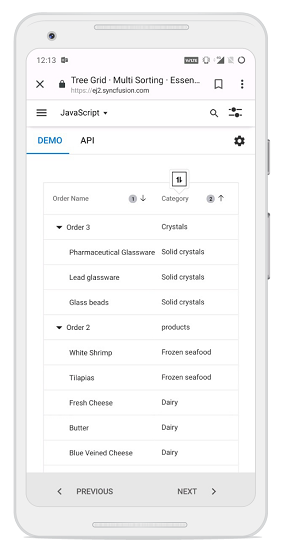 12:13
VoLTE
Tree Grid - Multi Sorting - Essen...
https://ej2.syncfusion.com
JavaScript
DEMO API
Order Name 1 Category 2
Order 3 Crystals
Pharmaceutical Glassware Solid crystals
Lead glassware Solid crystals
Glass beads Solid crystals
Order 2 products
White Shrimp Frozen seafood
Tilapias Frozen seafood
Fresh Cheese Dairy
Butter Dairy
Blue Veined Cheese Dairy
PREVIOUS NEXT